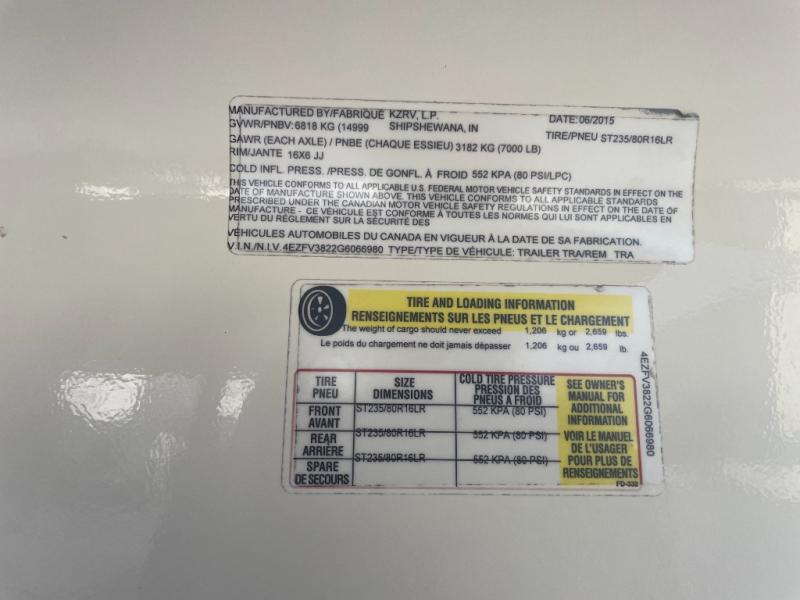 MANUFACTURED BY/FABRIQUÉ KZRV, L.P. DATE: 06/2015
GVWR/PNBV: 6818 KG (14999 SHIPSHEWANA, IN TIRE/PNEU ST235/80R16LR
GAWR (EACH AXLE) / PNBE (CHAQUE ESSIEU) 3182 KG (7000 LB)
RIM/JANTE 16X6 JJ
COLD INFL. PRESS. /PRESS. DE GONFL. À FROID 552 KPA (80 PSI/LPC)
THIS VEHICLE CONFORMS TO ALL APPLICABLE U.S. FEDERAL MOTOR VEHICLE SAFETY STANDARDS IN EFFECT ON THE
DATE OF MANUFACTURE SHOWN ABOVE. THIS VEHICLE CONFORMS TO ALL APPLICABLE STANDARDS
PRESCRIBED UNDER THE CANADIAN MOTOR VEHICLE SAFETY REGULATIONS IN EFFECT ON THE DATE OF
MANUFACTURE - CE VÉHICULE EST CONFORME À TOUTES LES NORMES QUI LUI SONT APPLICABLES EN
VERTU DU RÈGLEMENT SUR LA SÉCURITÉ DES
VÉHICULES AUTOMOBILES DU CANADA EN VIGUEUR À LA DATE DE SA FABRICATION.
V.I.N./N.I.V. 4EZFV3822G6066980 TYPE/TYPE DE VÉHICULE: TRAILER TRA/REM TRA
TIRE AND LOADING INFORMATION
RENSEIGNEMENTS SUR LES PNEUS ET LE CHARGEMENT
The weight of cargo should never exceed 1,206 kg or 2,659 lbs.
Le poids du chargement ne doit jamais dépasser 1,206 kg ou 2,659 lb.
TIRE
PNEU
SIZE
DIMENSIONS
COLD TIRE PRESSURE
PRESSION DES
PNEUS A FROID
FRONT
AVANT
ST235/80R16LR 552 KPA (80 PSI)
REAR
ARRIÈRE
ST235/80R16LR 552 KPA (80 PSI)
SPARE
DE SECOURS
ST235/80R16LR 552 KPA (80 PSI)
SEE OWNER'S
MANUAL FOR
ADDITIONAL
INFORMATION
VOIR LE MANUEL
DE L'USAGER
POUR PLUS DE
RENSEIGNEMENTS
FD-332
4EZFV3822G6066980